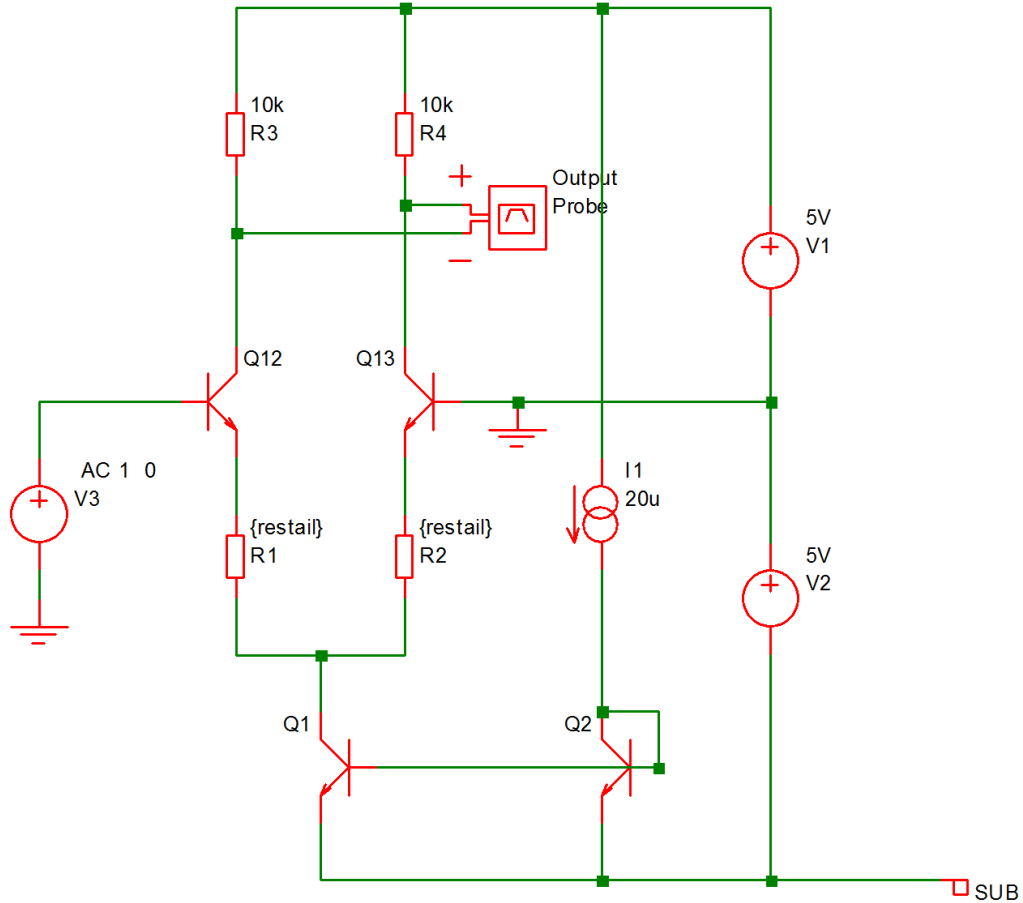 10k
R3
10k
R4
+
Output
Probe
−
5V
V1
+
Q12
Q13
AC 1 0
V3
+
{restail}
R1
{restail}
R2
I1
20u
5V
V2
+
Q1
Q2
SUB